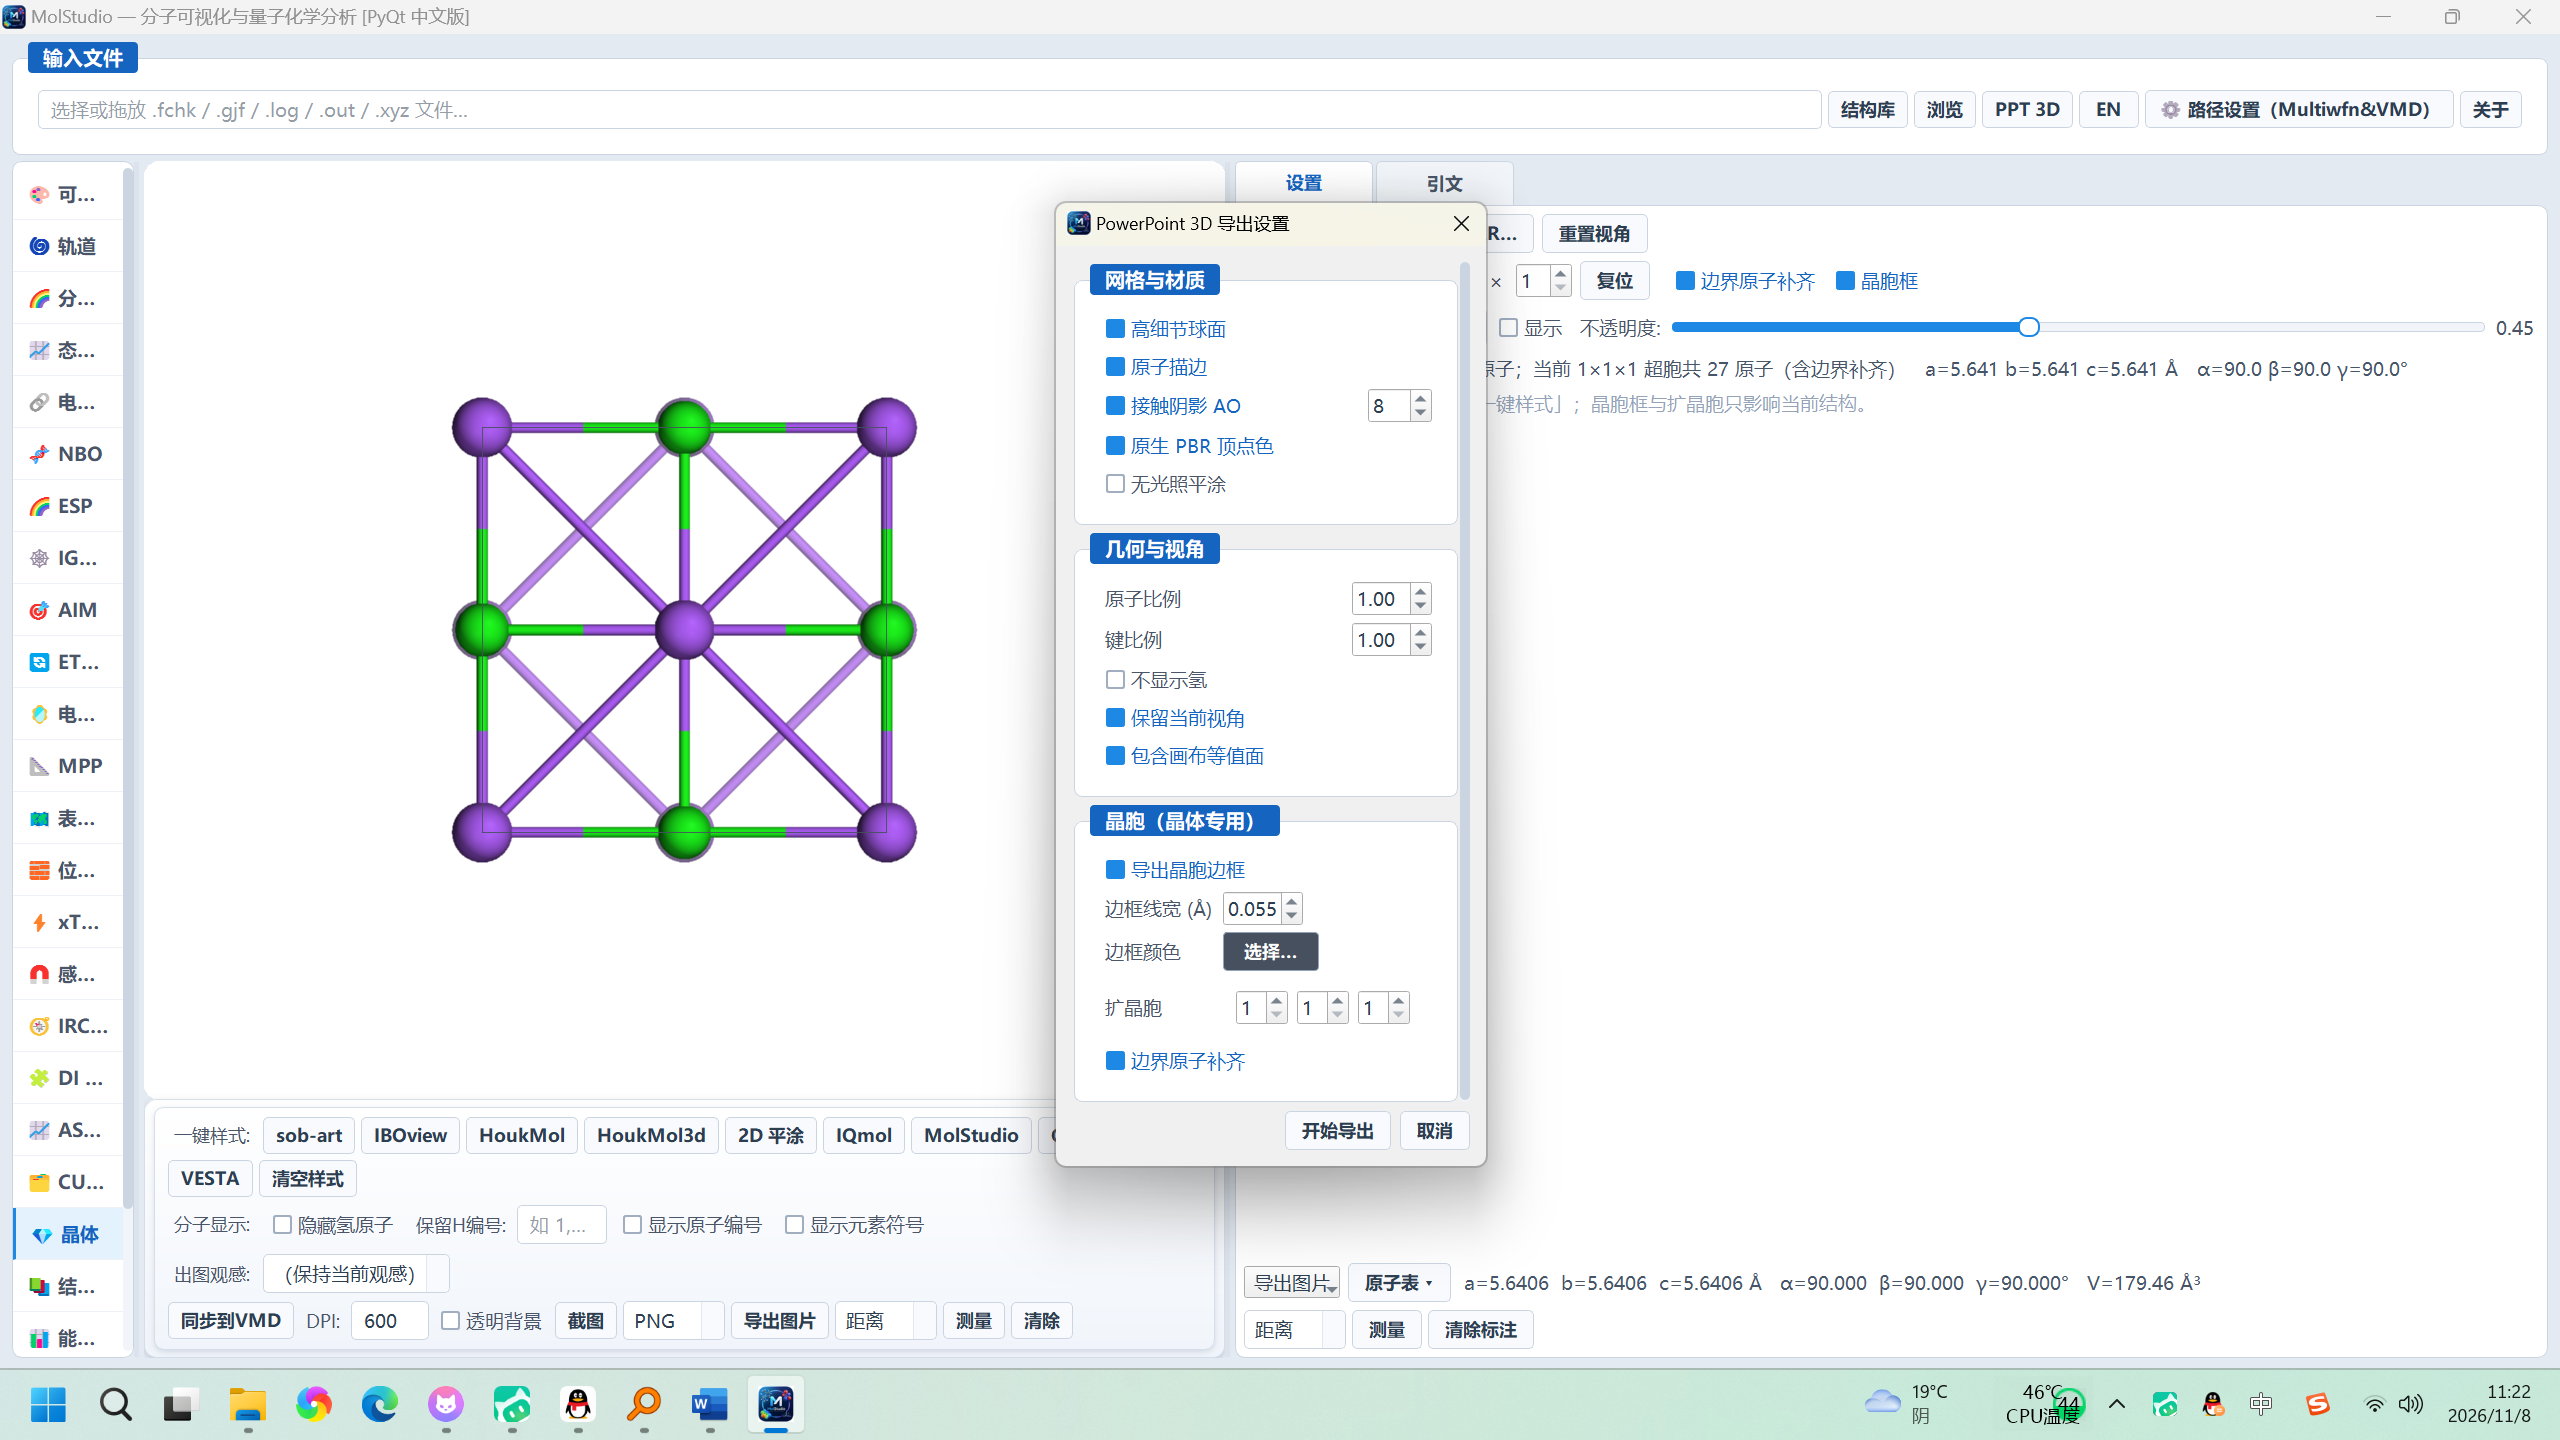 MolStudio — 分子可视化与量子化学分析 [PyQt 中文版]
输入文件
选择或拖放 .fchk / .gjf / .log / .out / .xyz 文件...
结构库
浏览
PPT 3D
EN
路径设置（Multiwfn&VMD）
关于
可...
轨道
分...
态...
电...
NBO
ESP
IG...
AIM
ET...
电...
MPP
表...
位...
xT...
感...
IRC...
DI ...
AS...
CU...
晶体
结...
能...
设置
引文
R...
重置视角
× 1 复位 边界原子补齐 晶胞框
显示 不透明度: 0.45
原子；当前 1×1×1 超胞共 27 原子（含边界补齐） a=5.641 b=5.641 c=5.641 Å α=90.0 β=90.0 γ=90.0°
一键样式」；晶胞框与扩晶胞只影响当前结构。
PowerPoint 3D 导出设置
网格与材质
高细节球面
原子描边
接触阴影 AO 8
原生 PBR 顶点色
无光照平涂
几何与视角
原子比例 1.00
键比例 1.00
不显示氢
保留当前视角
包含画布等值面
晶胞（晶体专用）
导出晶胞边框
边框线宽 (Å) 0.055
边框颜色 选择...
扩晶胞 1 1 1
边界原子补齐
开始导出 取消
一键样式: sob-art IBOview HoukMol HoukMol3d 2D 平涂 IQmol MolStudio
VESTA 清空样式
分子显示: 隐藏氢原子 保留H编号: 如 1,... 显示原子编号 显示元素符号
出图观感: （保持当前观感）
同步到VMD DPI: 600 透明背景 截图 PNG 导出图片 距离 测量 清除
导出图片 原子表 a=5.6406 b=5.6406 c=5.6406 Å α=90.000 β=90.000 γ=90.000° V=179.46 Å³
距离 测量 清除标注
19°C
阴
46°C
CPU温度
44
中
11:22
2026/11/8